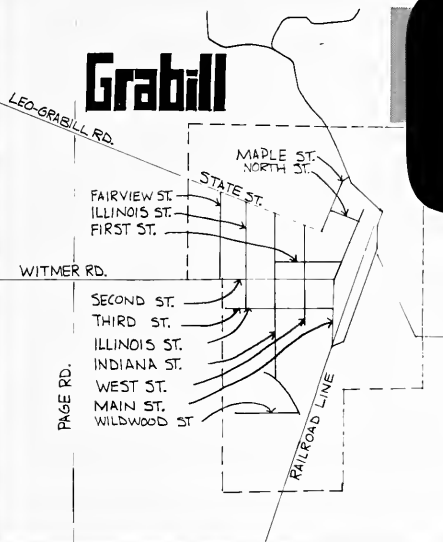 Grabill
LEO-GRABILL RD.
MAPLE ST.
NORTH ST.
STATE ST.
FAIRVIEW ST.
ILLINOIS ST.
FIRST ST.
WITMER RD.
SECOND ST.
THIRD ST.
ILLINOIS ST.
INDIANA ST.
WEST ST.
MAIN ST.
WILDWOOD ST
PAGE RD.
RAILROAD LINE